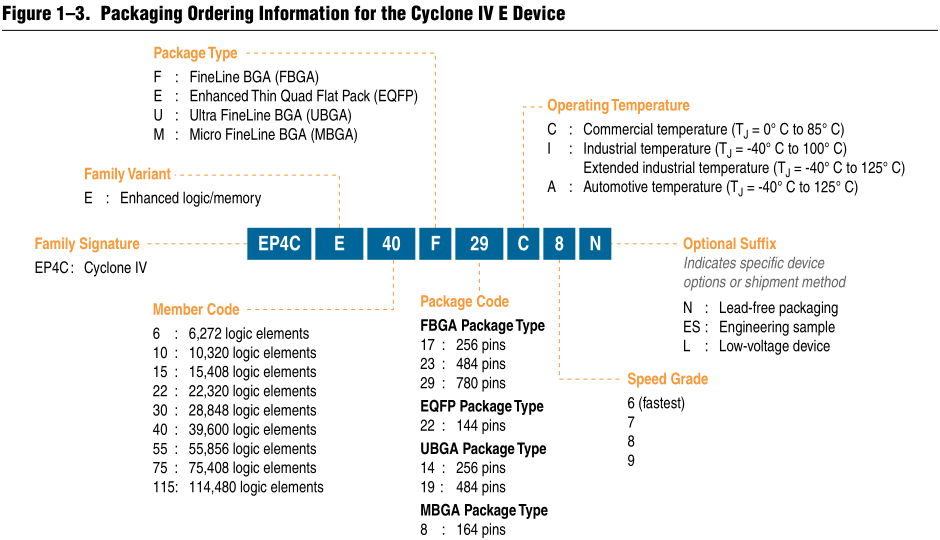 Figure 1–3. Packaging Ordering Information for the Cyclone IV E Device
Package Type
F : FineLine BGA (FBGA)
E : Enhanced Thin Quad Flat Pack (EQFP)
U : Ultra FineLine BGA (UBGA)
M : Micro FineLine BGA (MBGA)
Operating Temperature
C : Commercial temperature (TJ = 0° C to 85° C)
I : Industrial temperature (TJ = -40° C to 100° C)
Extended industrial temperature (TJ = -40° C to 125° C)
A : Automotive temperature (TJ = -40° C to 125° C)
Family Variant
E : Enhanced logic/memory
Family Signature
EP4C : Cyclone IV
EP4C E 40 F 29 C 8 N
Optional Suffix
Indicates specific device
options or shipment method
N : Lead-free packaging
ES : Engineering sample
L : Low-voltage device
Member Code
6 : 6,272 logic elements
10 : 10,320 logic elements
15 : 15,408 logic elements
22 : 22,320 logic elements
30 : 28,848 logic elements
40 : 39,600 logic elements
55 : 55,856 logic elements
75 : 75,408 logic elements
115: 114,480 logic elements
Package Code
FBGA Package Type
17 : 256 pins
23 : 484 pins
29 : 780 pins
EQFP Package Type
22 : 144 pins
UBGA Package Type
14 : 256 pins
19 : 484 pins
MBGA Package Type
8 : 164 pins
Speed Grade
6 (fastest)
7
8
9